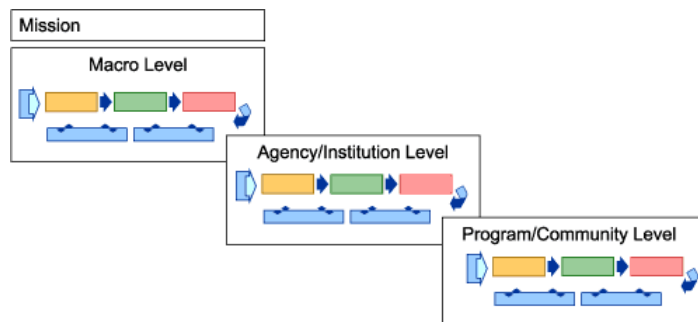 Mission
Macro Level
Agency/Institution Level
Program/Community Level